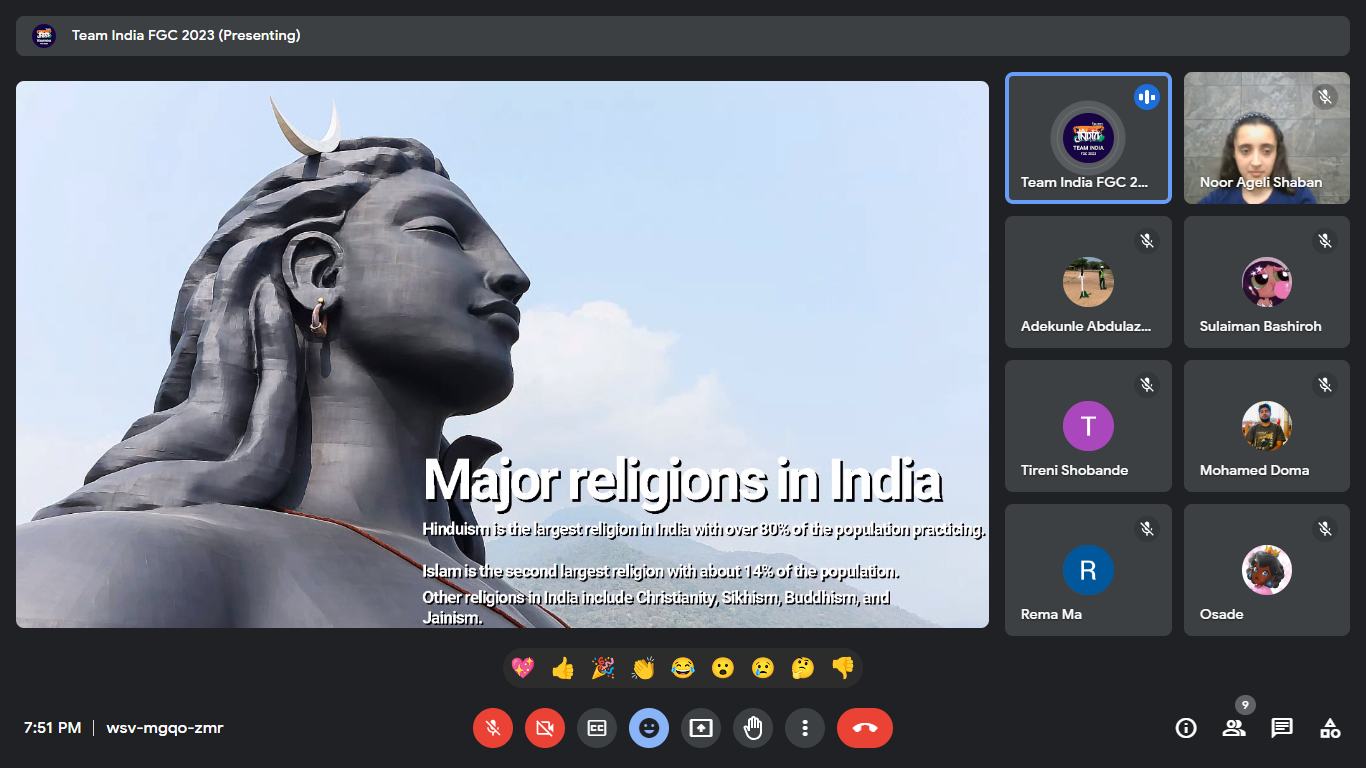 Team India FGC 2023 (Presenting)
Major religions in India
Hinduism is the largest religion in India with over 80% of the population practicing.
Islam is the second largest religion with about 14% of the population.
Other religions in India include Christianity, Sikhism, Buddhism, and
Jainism.
TEAM INDIA
FGC 2023
Team India FGC 2...
Noor Ageli Shaban
Adekunle Abdulaz...
Sulaiman Bashiroh
T
Tireni Shobande
Mohamed Doma
R
Rema Ma
Osade
7:51 PM | wsv-mgqo-zmr
CC
9